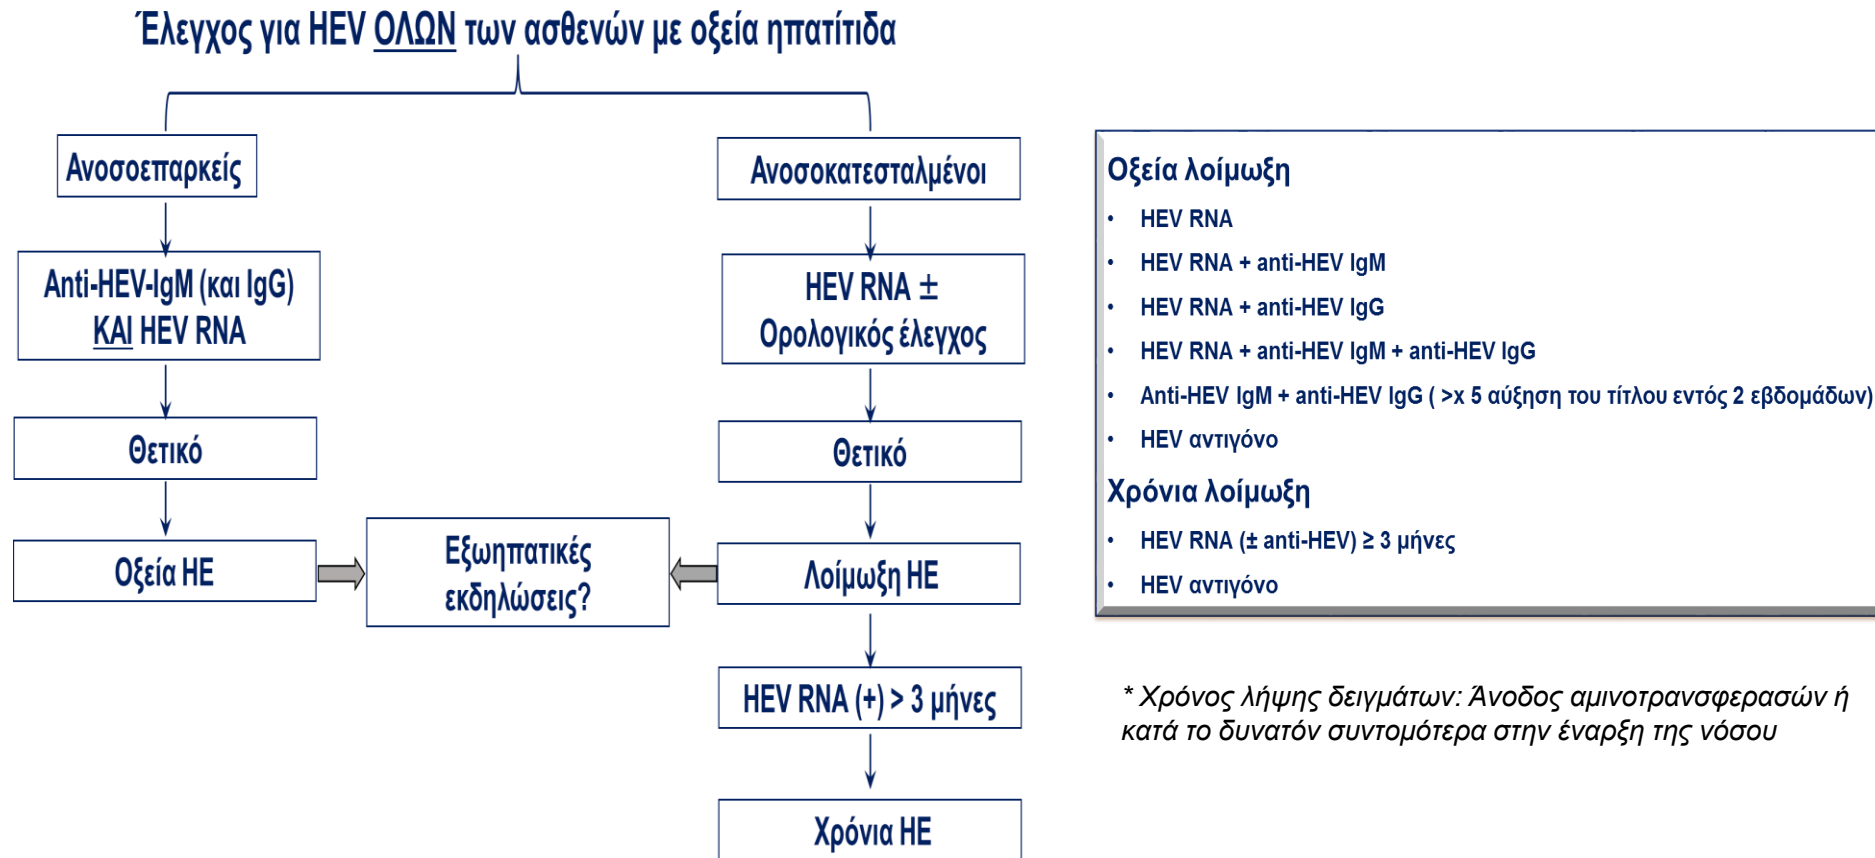 Έλεγχος για HEV ΟΛΩΝ των ασθενών με οξεία ηπατίτιδα
Ανοσοεπαρκείς
Anti-HEV-IgM (και IgG)
ΚΑΙ HEV RNA
Θετικό
Οξεία ΗΕ
Εξωηπατικές
εκδηλώσεις?
Ανοσοκατεσταλμένοι
HEV RNA ±
Ορολογικός έλεγχος
Θετικό
Λοίμωξη ΗΕ
HEV RNA (+) > 3 μήνες
Χρόνια ΗΕ
Οξεία λοίμωξη
• HEV RNA
• HEV RNA + anti-HEV IgM
• HEV RNA + anti-HEV IgG
• HEV RNA + anti-HEV IgM + anti-HEV IgG
• Anti-HEV IgM + anti-HEV IgG ( >x 5 αύξηση του τίτλου εντός 2 εβδομάδων)
• HEV αντιγόνο
Χρόνια λοίμωξη
• HEV RNA (± anti-HEV) ≥ 3 μήνες
• HEV αντιγόνο
* Χρόνος λήψης δειγμάτων: Άνοδος αμινοτρανσφερασών ή
κατά το δυνατόν συντομότερα στην έναρξη της νόσου